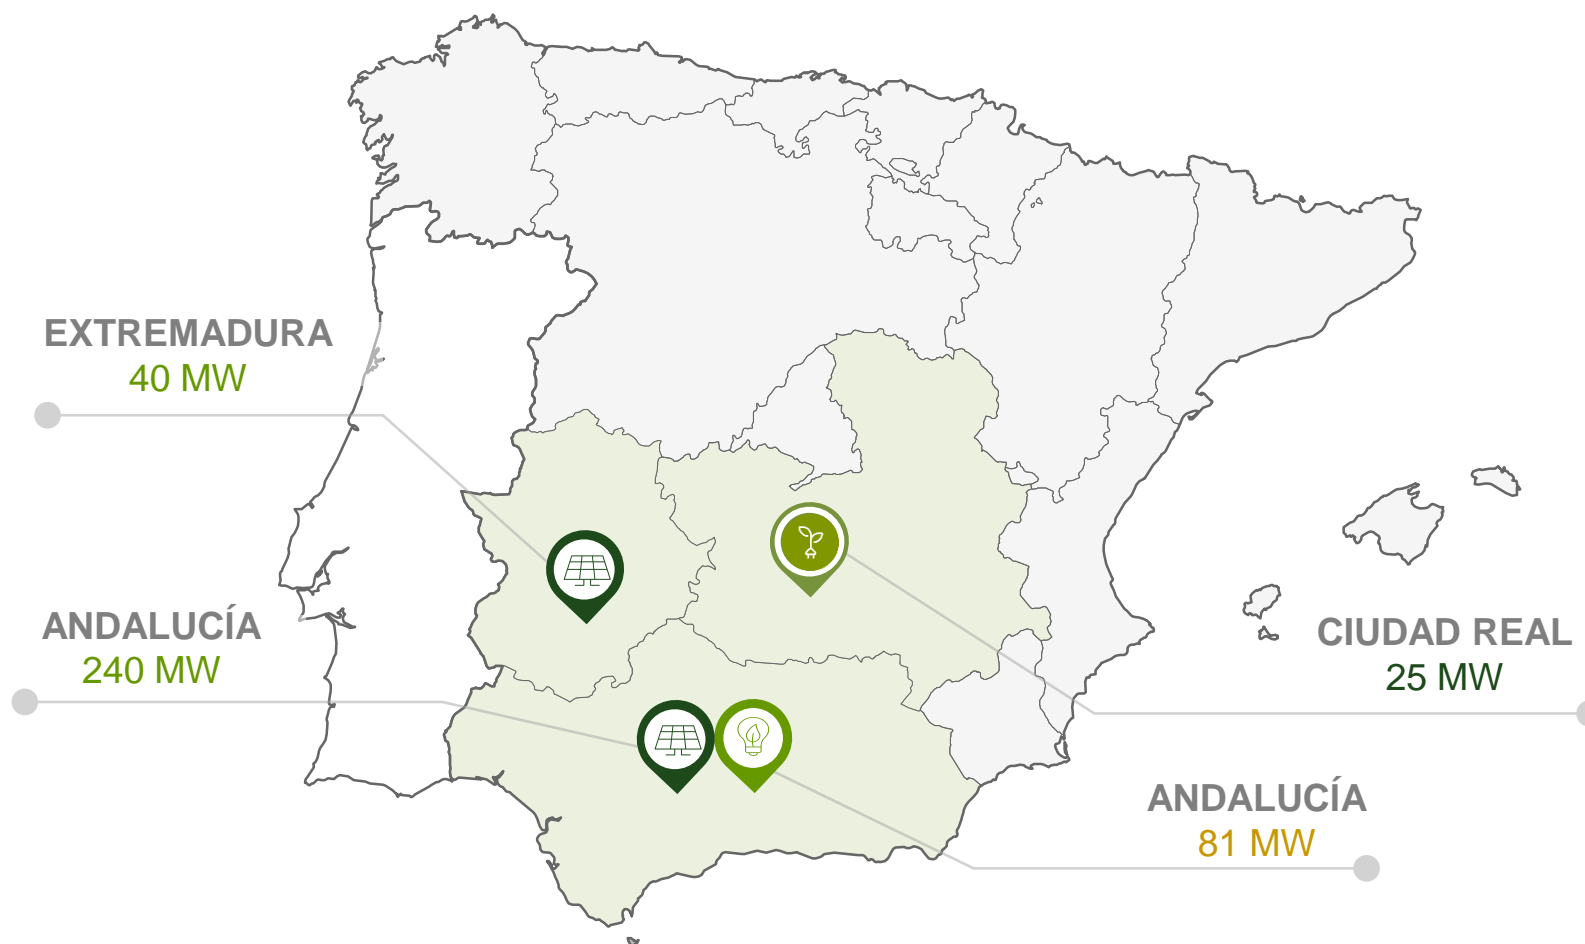 EXTREMADURA
40 MW
ANDALUCÍA
240 MW
CIUDAD REAL
25 MW
ANDALUCÍA
81 MW